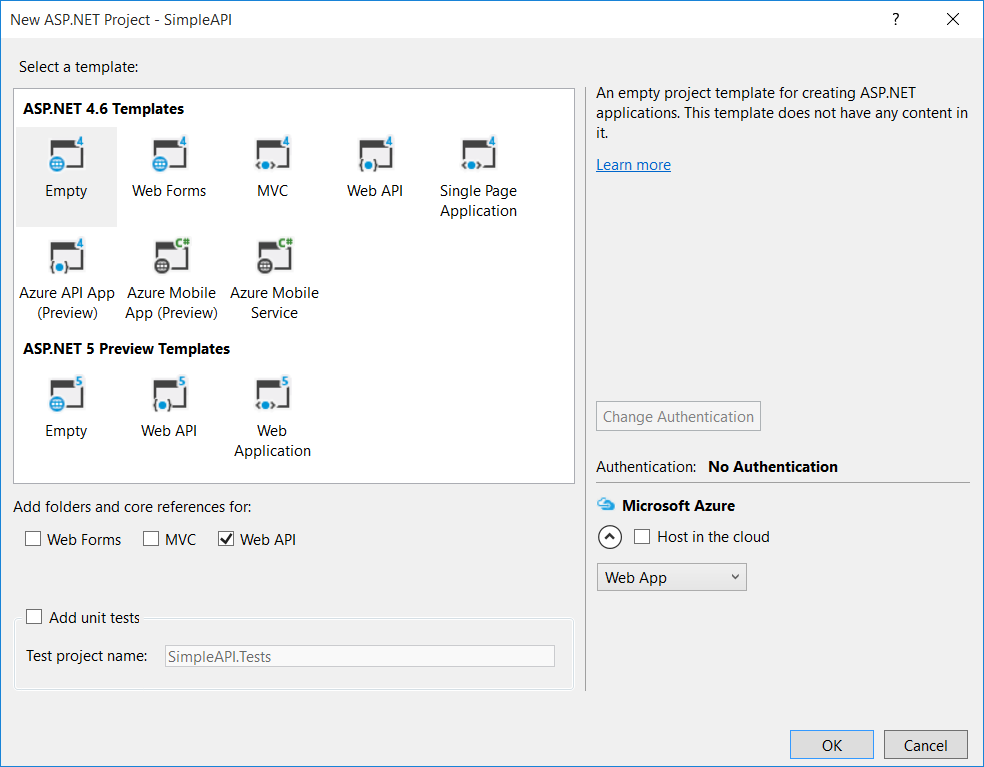 New ASP.NET Project - SimpleAPI
?
Select a template:
ASP.NET 4.6 Templates
4 4 4 4 4
Empty Web Forms MVC Web API Single Page
Application
4 C# C#
Azure API App Azure Mobile Azure Mobile
(Preview) App (Preview) Service
ASP.NET 5 Preview Templates
5 5 5
Empty Web API Web
Application
Add folders and core references for:
Web Forms MVC Web API
Add unit tests
Test project name: SimpleAPI.Tests
An empty project template for creating ASP.NET
applications. This template does not have any content in
it.
Learn more
Change Authentication
Authentication: No Authentication
Microsoft Azure
Host in the cloud
Web App
OK Cancel